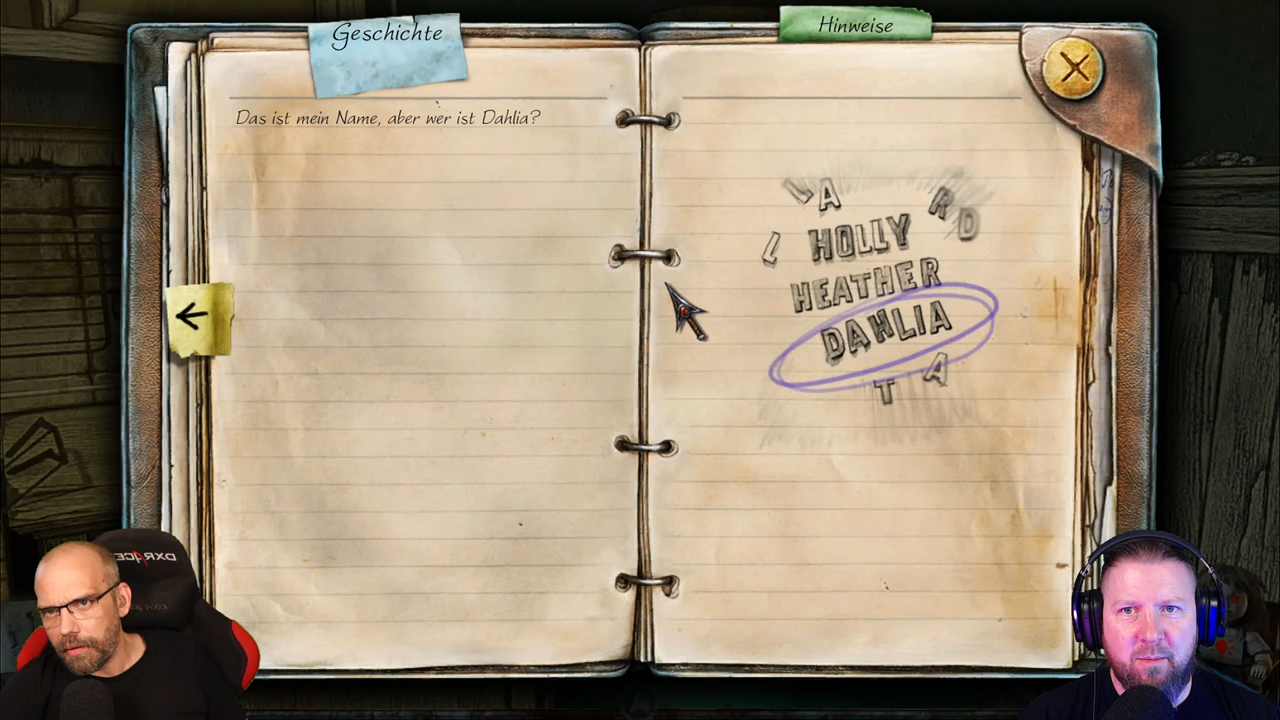 Geschichte
Hinweise
Das ist mein Name, aber wer ist Dahlia?
L A R D
L HOLLY
HEATHER
DAHLIA
T A